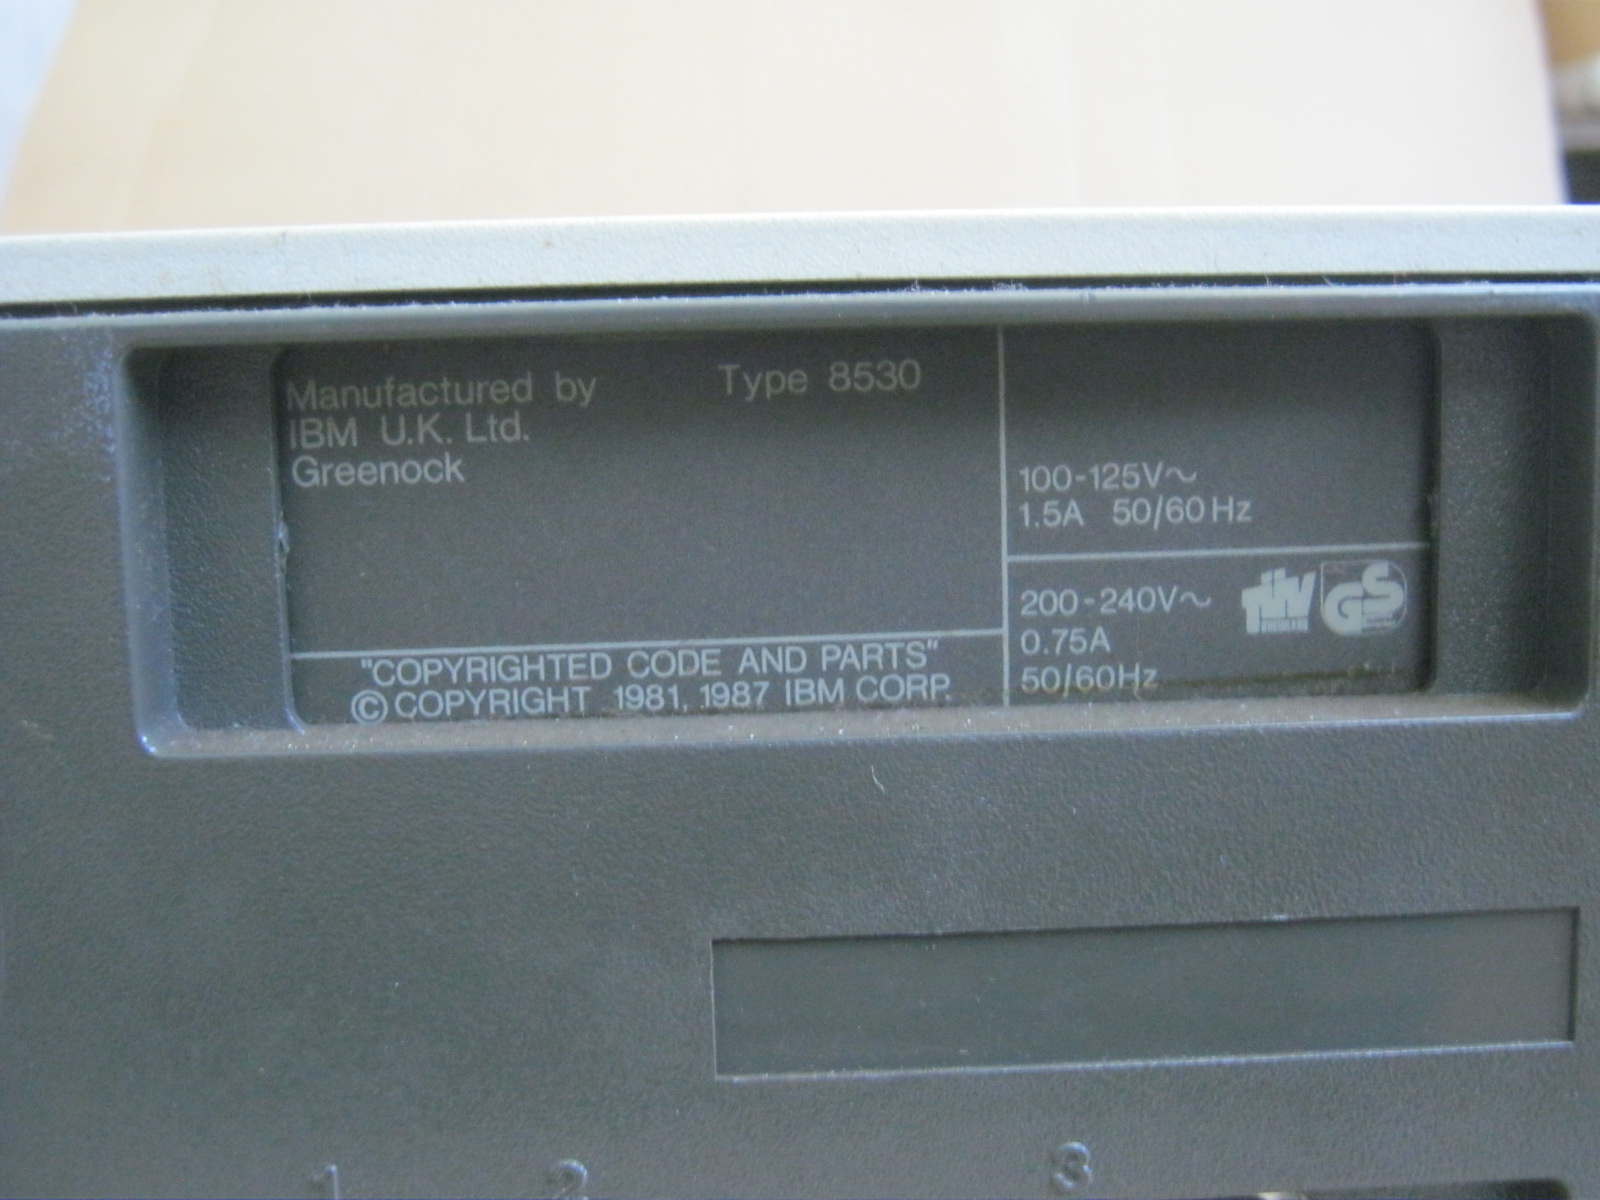 Manufactured by
IBM U.K. Ltd.
Greenock
Type 8530
100-125V~
1.5A 50/60 Hz
200-240V~
0.75A
50/60Hz
TÜV
GS
"COPYRIGHTED CODE AND PARTS"
© COPYRIGHT 1981, 1987 IBM CORP.
1 2 3